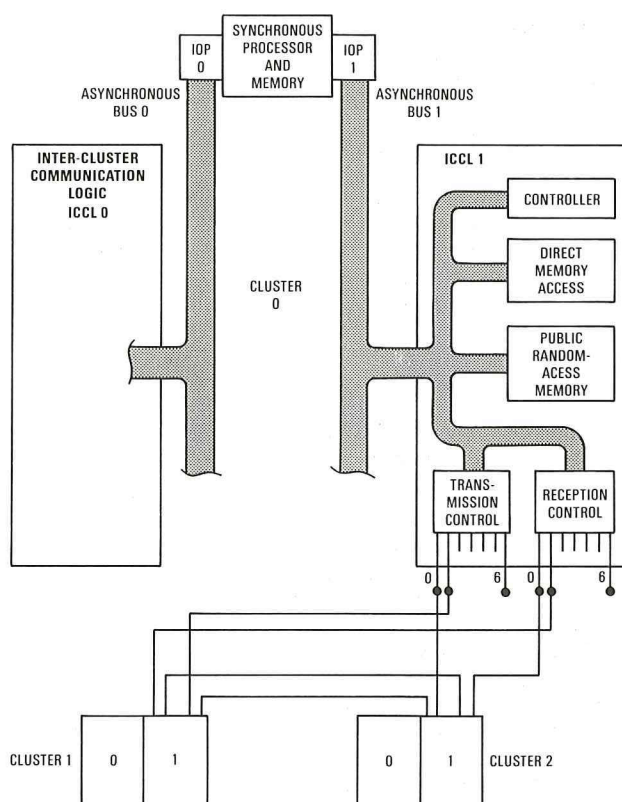 IOP
0
SYNCHRONOUS
PROCESSOR
AND
MEMORY
IOP
1
ASYNCHRONOUS
BUS 0
ASYNCHRONOUS
BUS 1
INTER-CLUSTER
COMMUNICATION
LOGIC
ICCL 0
ICCL 1
CONTROLLER
DIRECT
MEMORY
ACCESS
CLUSTER
0
PUBLIC
RANDOM-
ACESS
MEMORY
TRANS-
MISSION
CONTROL
RECEPTION
CONTROL
0 6 0 6
CLUSTER 1 0 1
0 1 CLUSTER 2